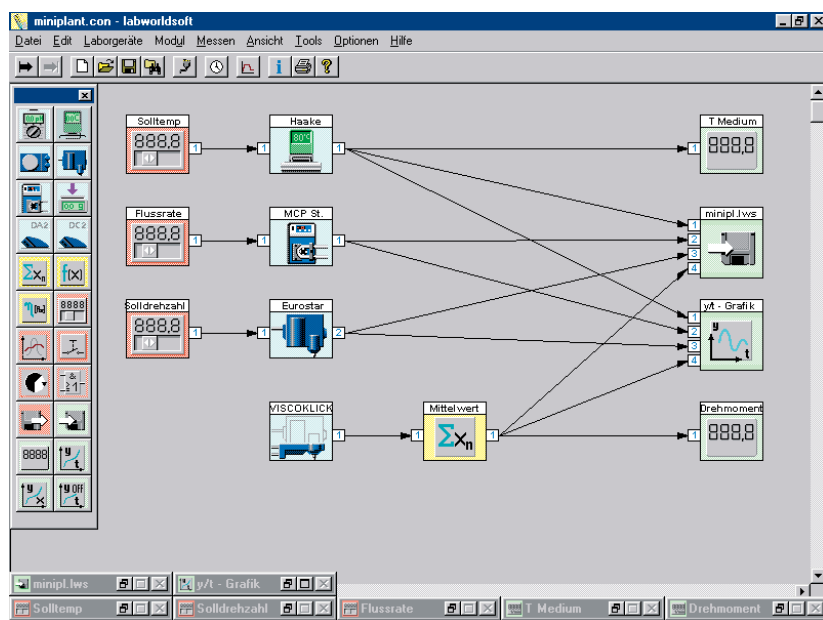 miniplant.con - labworldsoft
Datei Edit Laborgeräte Modyl Messen Ansicht Tools Optionen Hilfe
DA2 DC2
Σxn f(x)
8888
8888 y t
y x y OFF t
Solltemp Haake T Medium
888,8 1 1 80°C 1 1 888,8
Flussrate MCP St. minipl.lws
888,8 1 1 1 1 2 3 4
Solldrehzahl Eurostar y/t - Grafik
888,8 1 1 2 1 2 3 4 y t
VISCOKLICK Mittelwert Drehmoment
1 1 Σxn 1 1 888,8
minipl.lws y/t - Grafik
Solltemp Solldrehzahl Flussrate T Medium Drehmoment